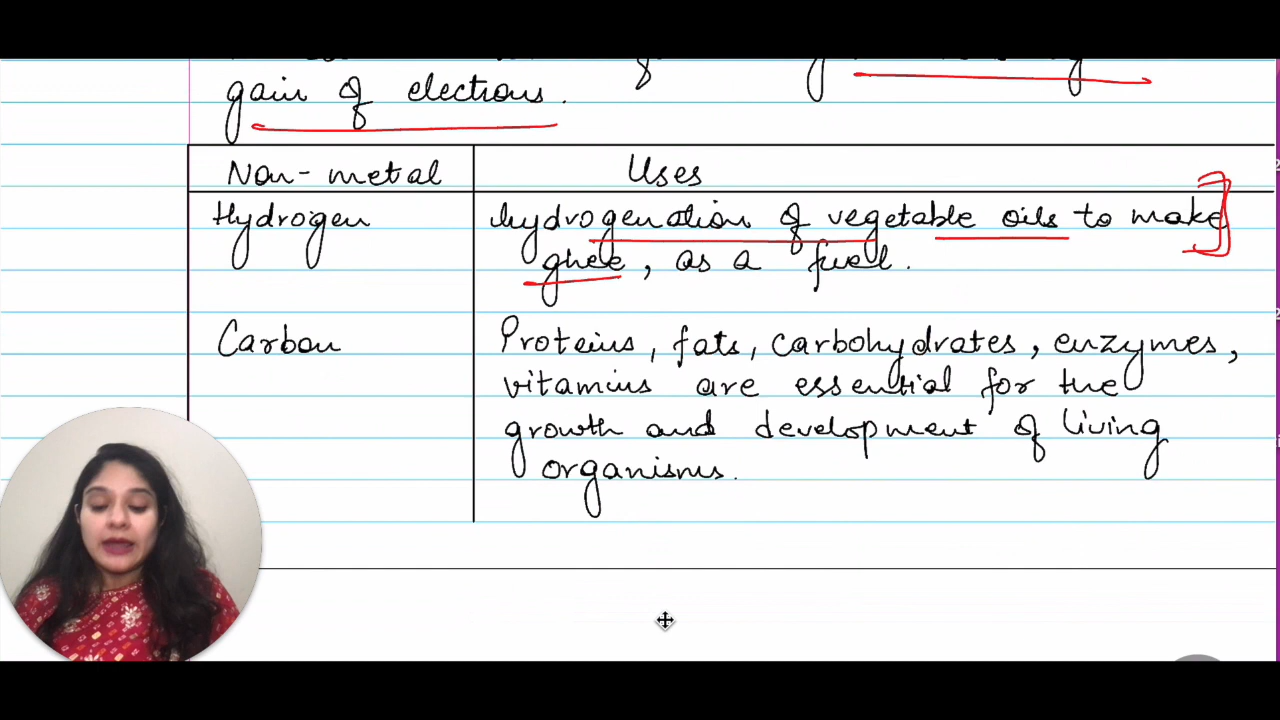 gain of electrons.
Non-metal
Uses
Hydrogen
hydrogenation of vegetable oils to make
ghee, as a fuel.
Carbon
Proteins, fats, carbohydrates, enzymes,
vitamins are essential for the
growth and development of living
organisms.